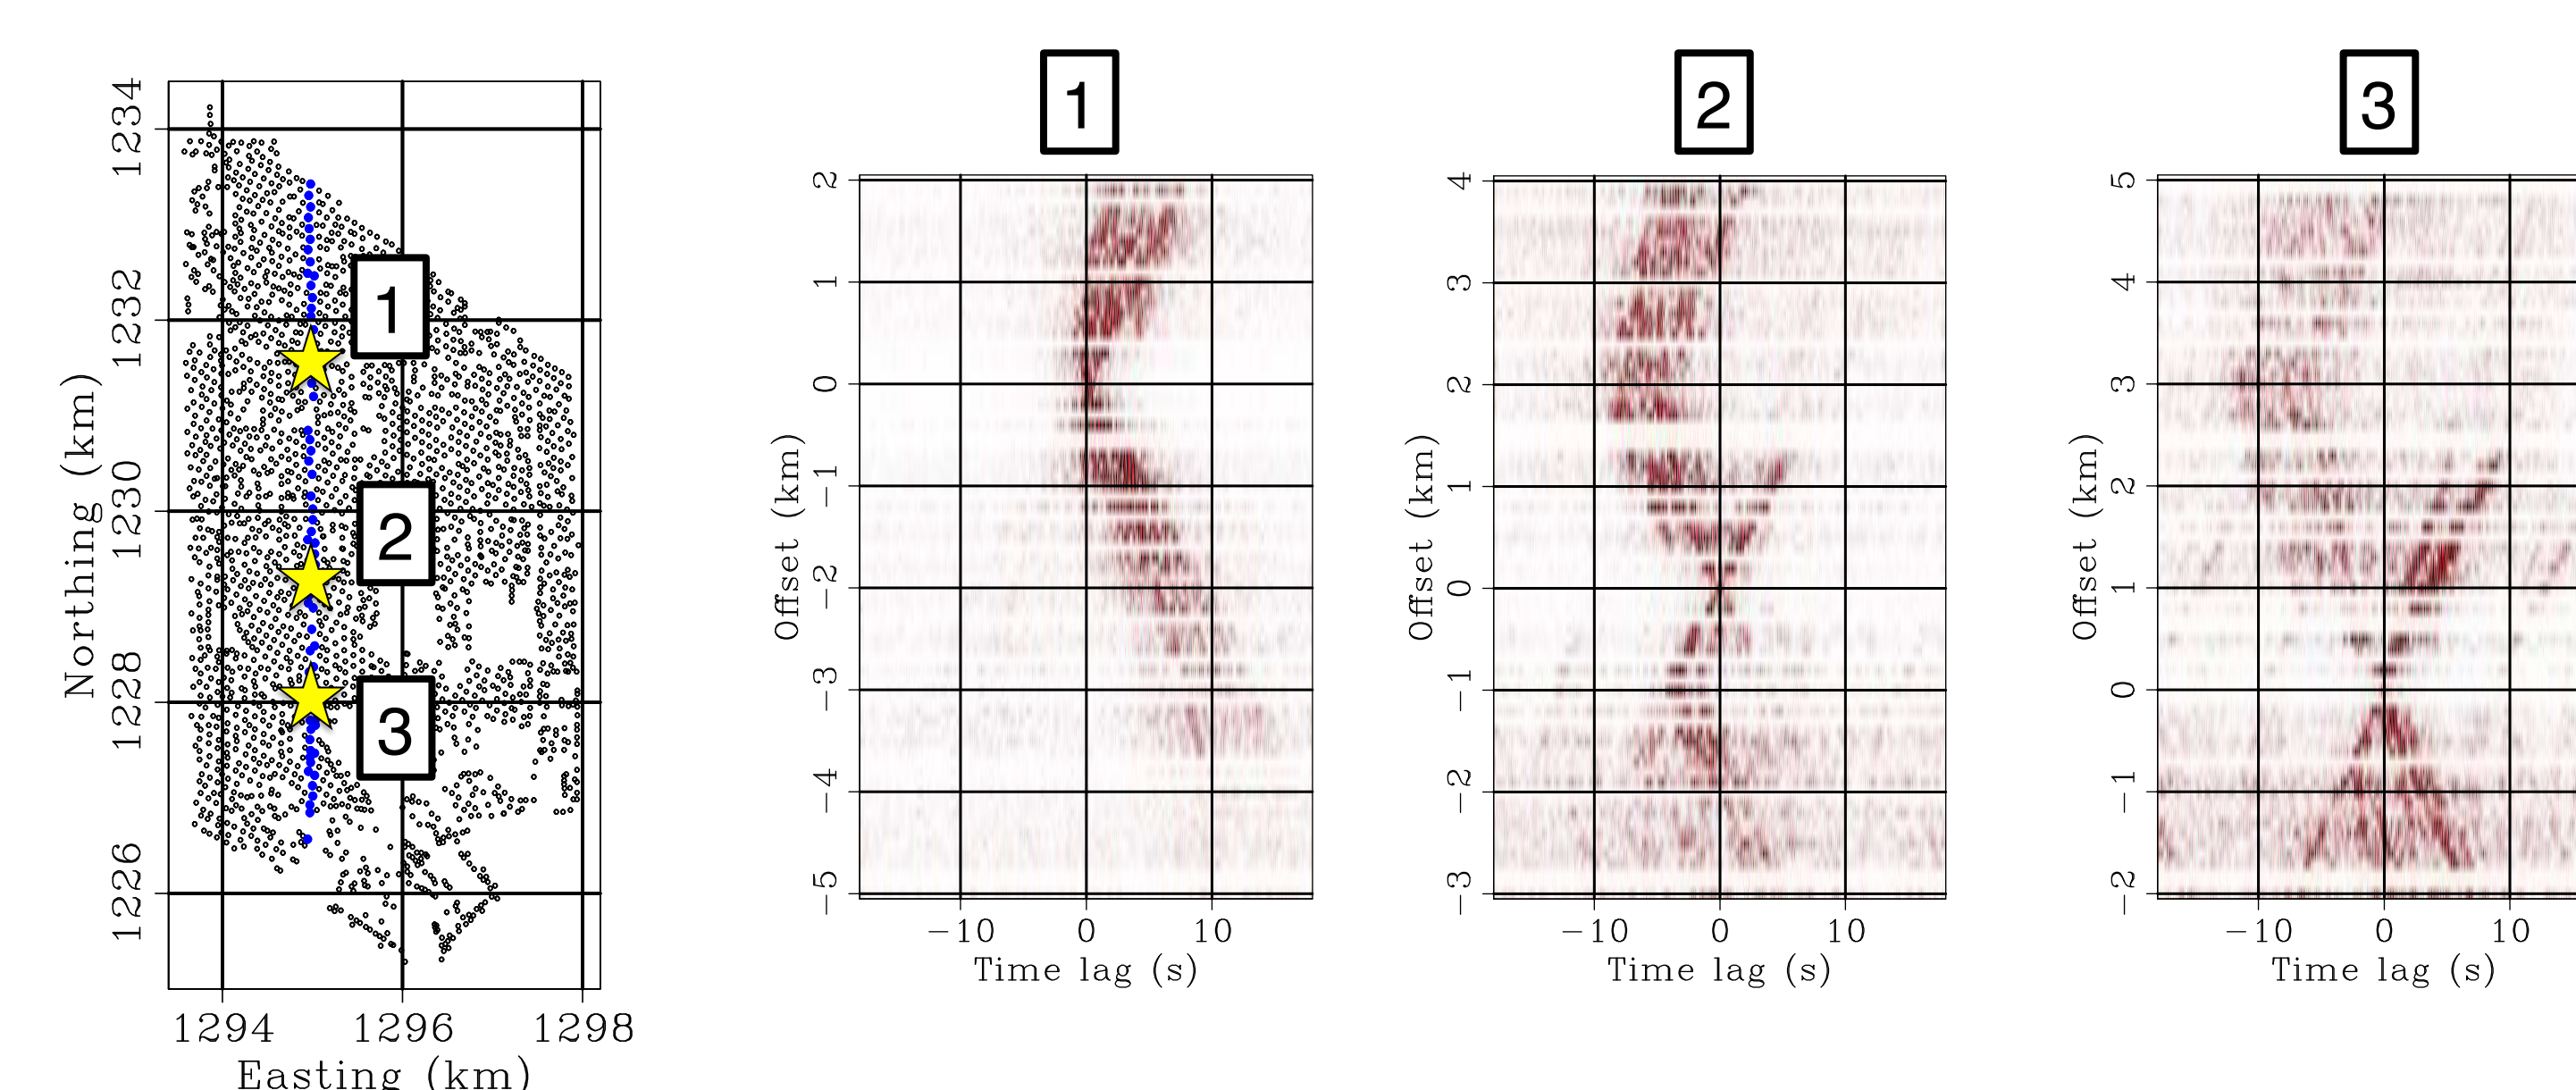 1
2
3
Northing (km)
1234
1232
1230
1228
1226
1
2
3
1294 1296 1298
Easting (km)
Offset (km)
2
1
0
−1
−2
−3
−4
−5
−10 0 10
Time lag (s)
Offset (km)
4
3
2
1
0
−1
−2
−3
−10 0 10
Time lag (s)
Offset (km)
5
4
3
2
1
0
−1
−2
−10 0 10
Time lag (s)